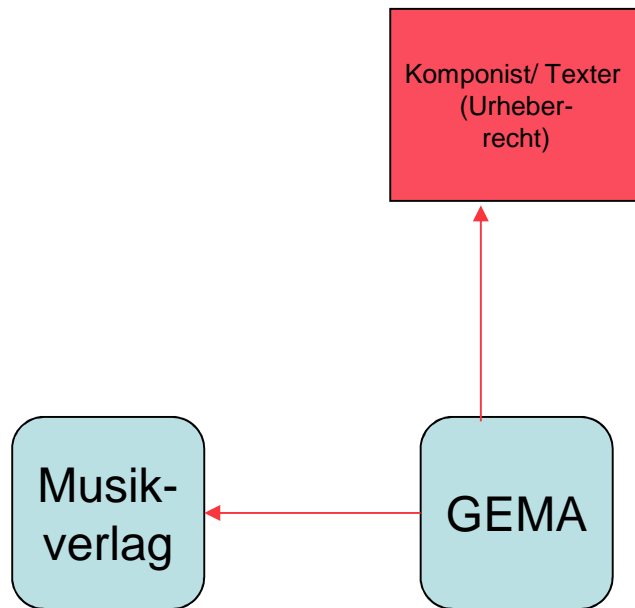 Komponist/ Texter
(Urheber-
recht)
Musik-
verlag
GEMA